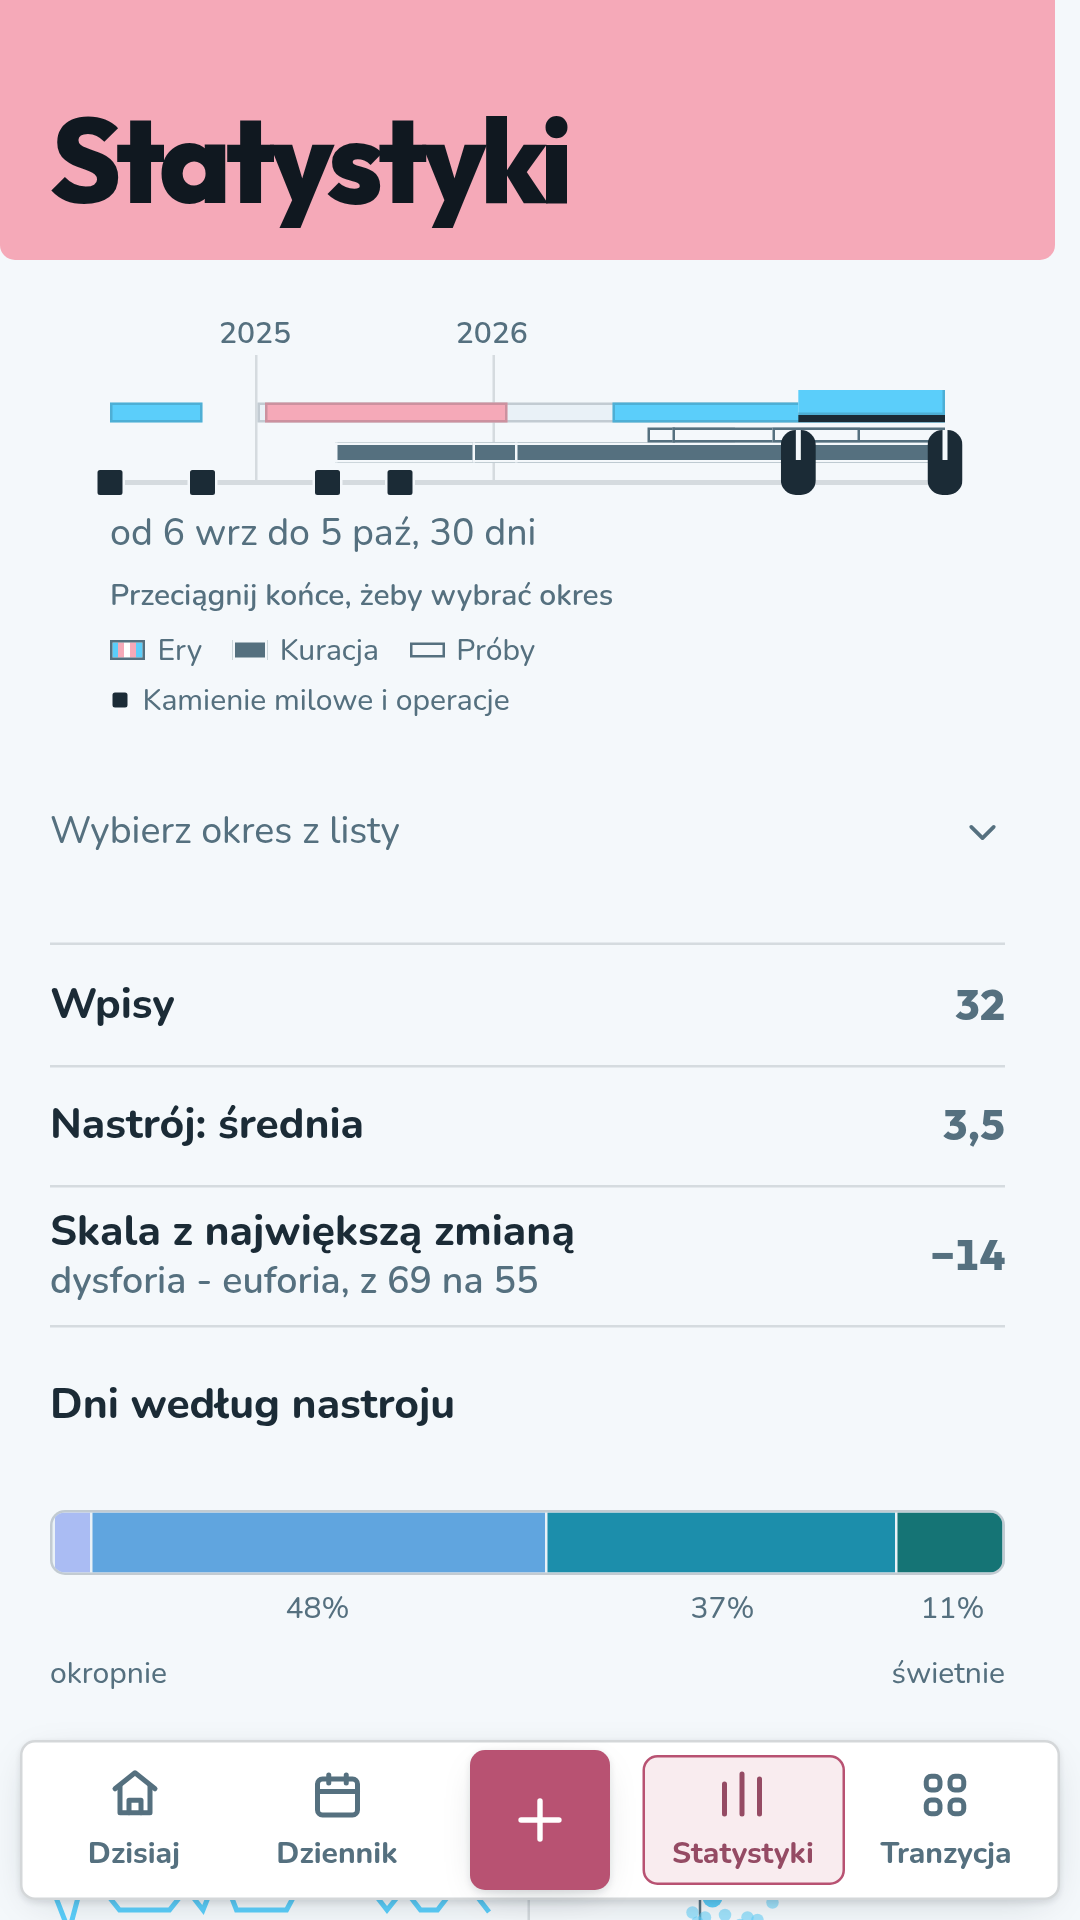 Statystyki
2025 2026
od 6 wrz do 5 paź, 30 dni
Przeciągnij końce, żeby wybrać okres
Ery Kuracja Próby
Kamienie milowe i operacje
Wybierz okres z listy
Wpisy 32
Nastrój: średnia 3,5
Skala z największą zmianą
dysforia - euforia, z 69 na 55 −14
Dni według nastroju
48% 37% 11%
okropnie świetnie
Dzisiaj Dziennik Statystyki Tranzycja